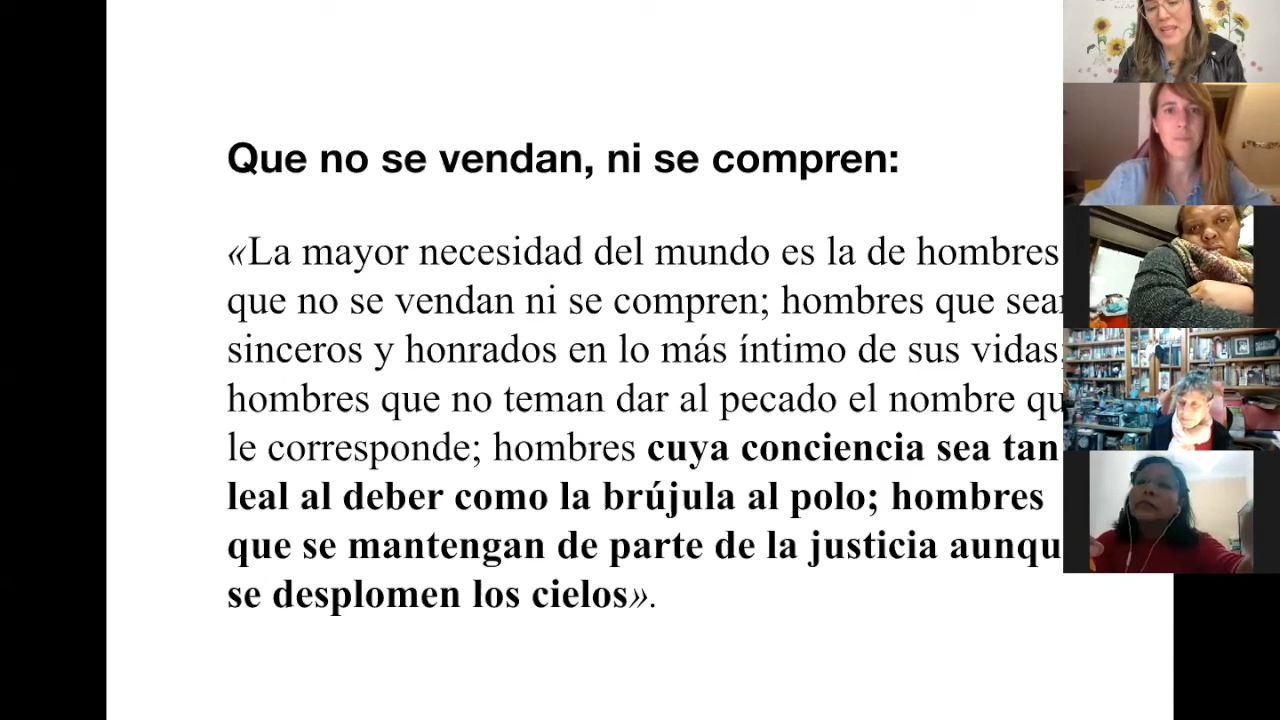 Que no se vendan, ni se compren:
«La mayor necesidad del mundo es la de hombres
que no se vendan ni se compren; hombres que sean
sinceros y honrados en lo más íntimo de sus vidas;
hombres que no teman dar al pecado el nombre qu
le corresponde; hombres cuya conciencia sea tan
leal al deber como la brújula al polo; hombres
que se mantengan de parte de la justicia aunqu
se desplomen los cielos».